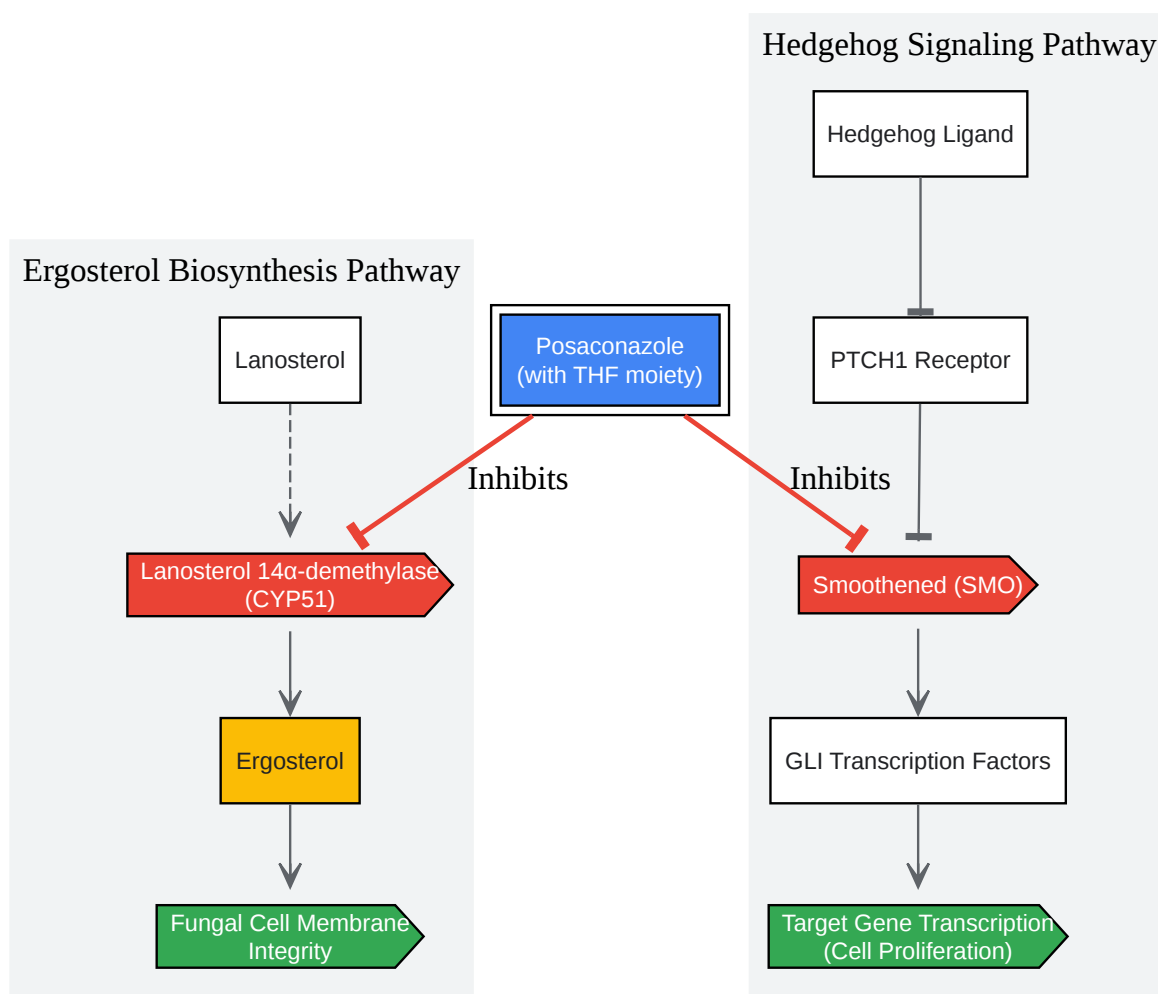 Hedgehog Signaling Pathway
Hedgehog Ligand
Ergosterol Biosynthesis Pathway
Lanosterol
Posaconazole
(with THF moiety)
PTCH1 Receptor
Inhibits
Inhibits
Lanosterol 14α-demethylase
(CYP51)
Smoothened (SMO)
Ergosterol
GLI Transcription Factors
Fungal Cell Membrane
Integrity
Target Gene Transcription
(Cell Proliferation)